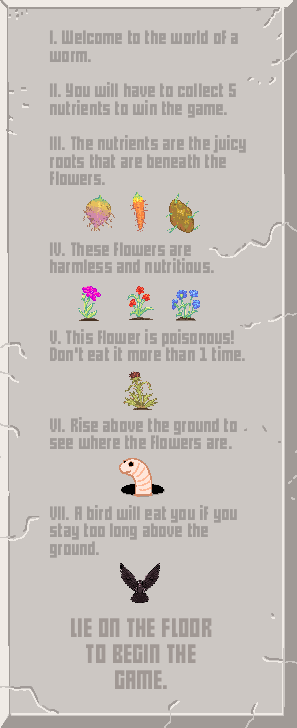 I. Welcome to the world of a
worm.
II. You will have to collect 5
nutrients to win the game.
III. The nutrients are the juicy
roots that are beneath the
flowers.
IV. These flowers are
harmless and nutritious.
V. This flower is poisonous!
Don't eat it more than 1 time.
VI. Rise above the ground to
see where the flowers are.
VII. A bird will eat you if you
stay too long above the
ground.
LIE ON THE FLOOR
TO BEGIN THE
GAME.